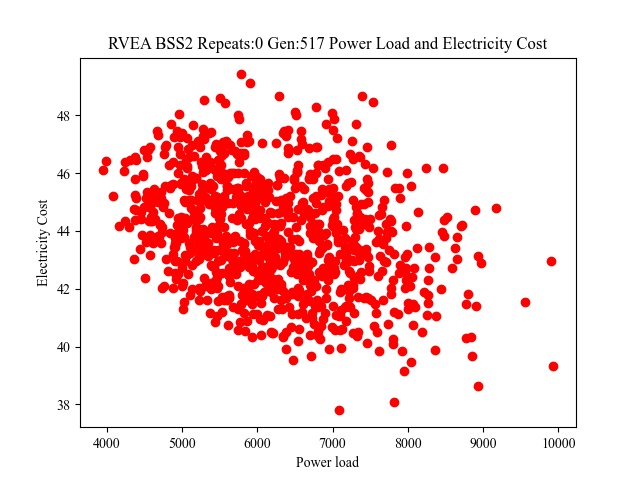 RVEA BSS2 Repeats:0 Gen:517 Power Load and Electricity Cost
48
46
44
42
40
38
Electricity Cost
4000 5000 6000 7000 8000 9000 10000
Power load